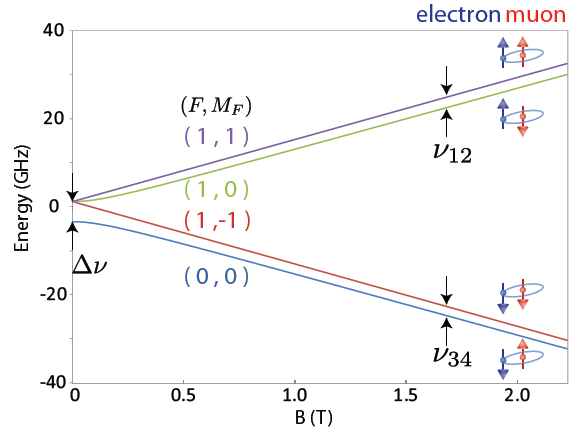 electron muon
40
20
0
-20
-40
Energy (GHz)
(F, M_F)
(1,1)
(1,0)
(1,-1)
(0,0)
Δν
ν12
ν34
0 0.5 1.0 1.5 2.0
B (T)